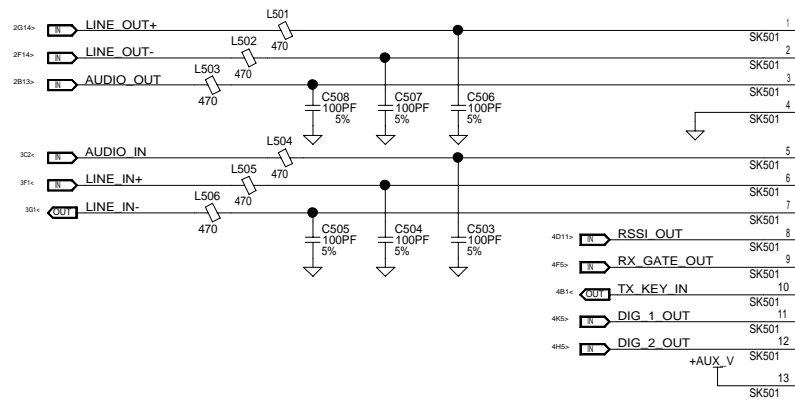 L501
2G14> IN LINE_OUT+ 470 1
SK501
L502
2F14> IN LINE_OUT- 470 2
SK501
L503
2B13> IN AUDIO_OUT 470 3
SK501
C508 C507 C506
100PF 100PF 100PF
5% 5% 5%
4
SK501
L504
3C2< IN AUDIO_IN 470 5
SK501
L505
3F1< IN LINE_IN+ 470 6
SK501
L506
3G1< OUT LINE_IN- 470 7
SK501
C505 C504 C503
100PF 100PF 100PF
5% 5% 5%
4D11> IN RSSI_OUT 8
SK501
4F5> IN RX_GATE_OUT 9
SK501
4B1< OUT TX_KEY_IN 10
SK501
4K5> IN DIG_1_OUT 11
SK501
4H5> IN DIG_2_OUT 12
SK501
+AUX_V
13
SK501